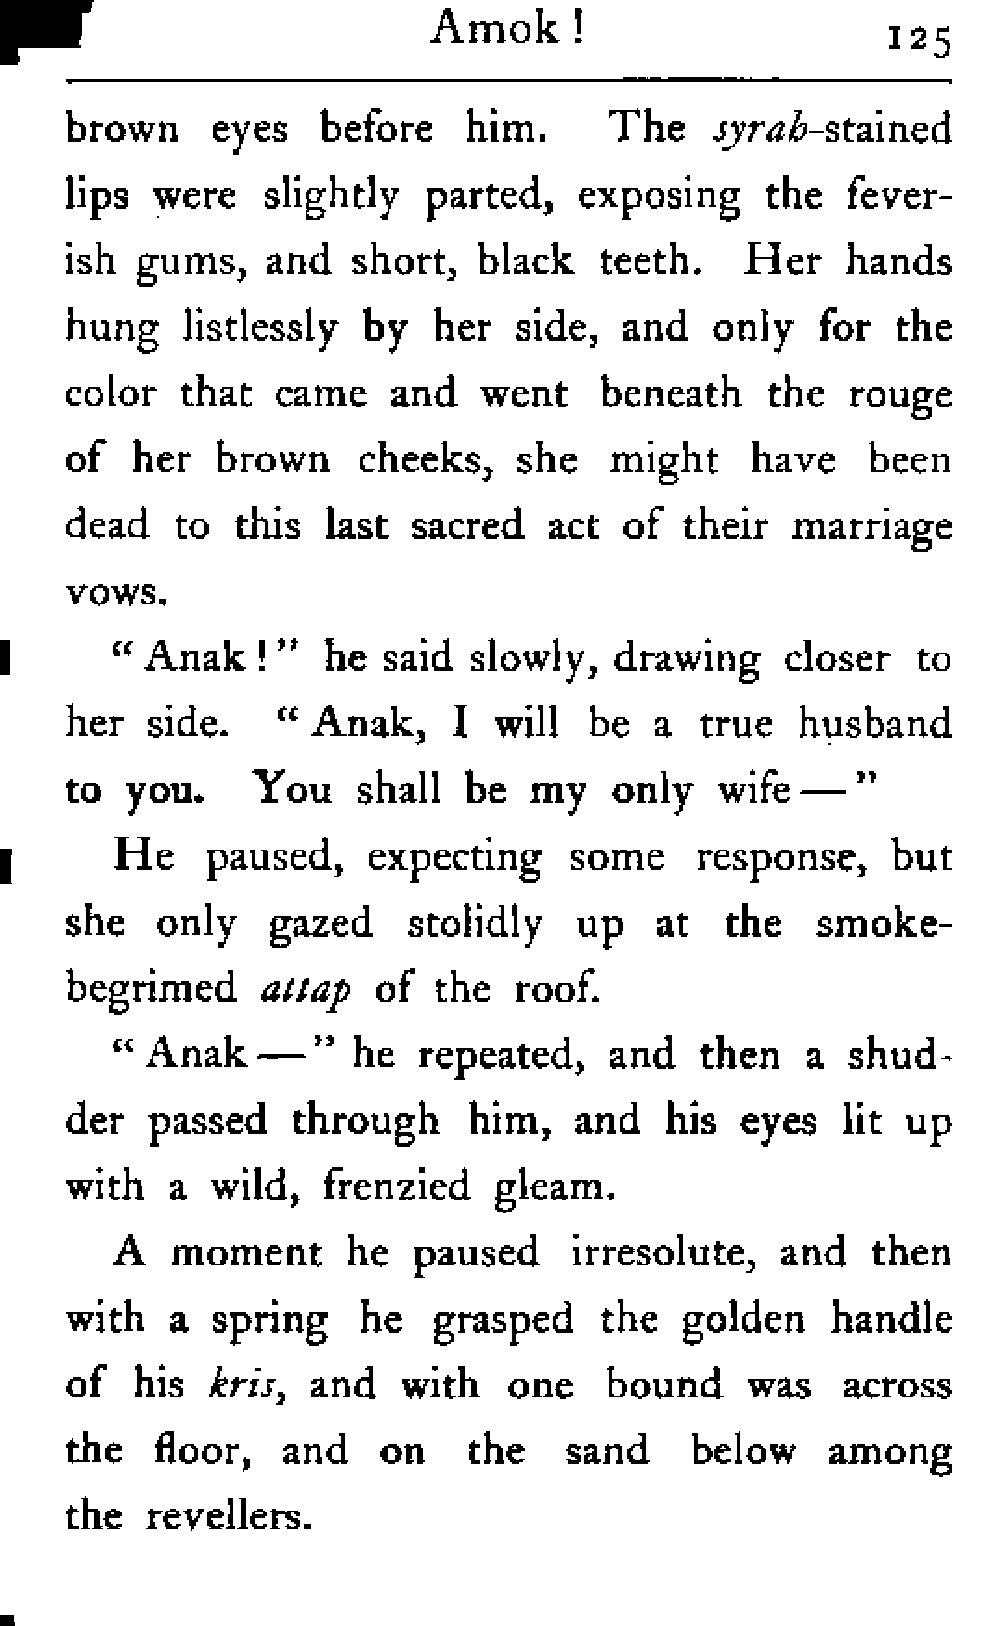 Amok! 125
brown eyes before him. The syrah-stained
lips were slightly parted, exposing the fever-
ish gums, and short, black teeth. Her hands
hung listlessly by her side, and only for the
color that came and went beneath the rouge
of her brown cheeks, she might have been
dead to this last sacred act of their marriage
vows.
"Anak!" he said slowly, drawing closer to
her side. "Anak, I will be a true husband
to you. You shall be my only wife—"
He paused, expecting some response, but
she only gazed stolidly up at the smoke-
begrimed attap of the roof.
"Anak—" he repeated, and then a shud-
der passed through him, and his eyes lit up
with a wild, frenzied gleam.
A moment he paused irresolute, and then
with a spring he grasped the golden handle
of his kris, and with one bound was across
the floor, and on the sand below among
the revellers.